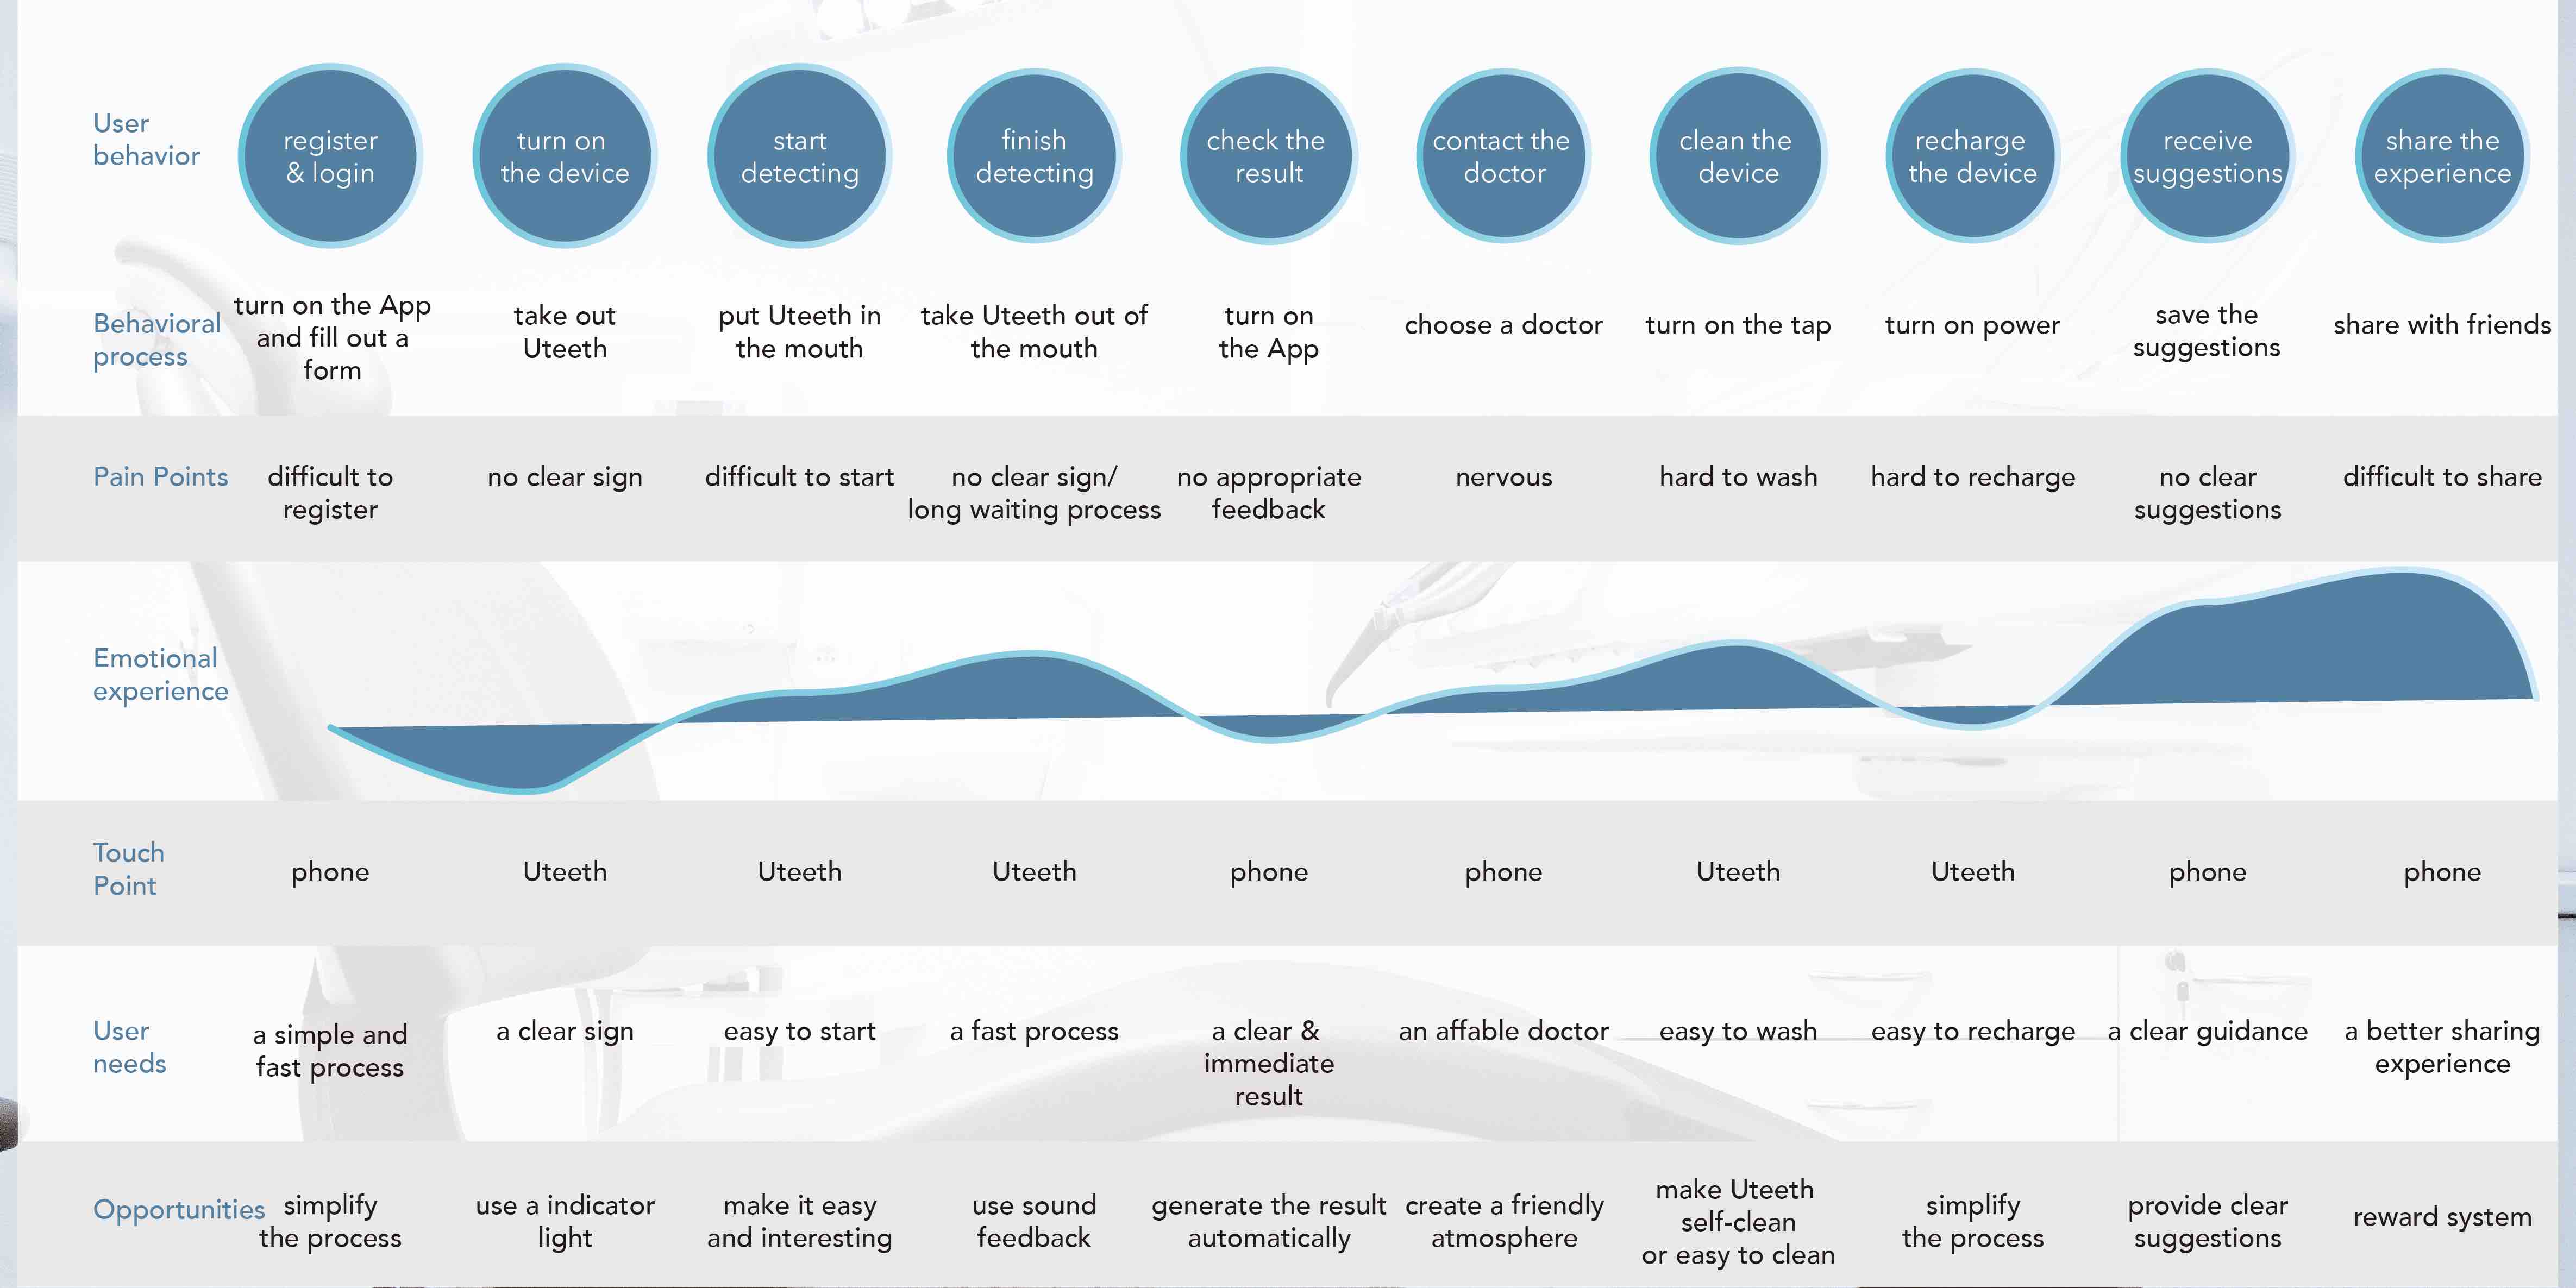 User
behavior
register
& login
turn on
the device
start
detecting
finish
detecting
check the
result
contact the
doctor
clean the
device
recharge
the device
receive
suggestions
share the
experience
Behavioral
process
turn on the App
and fill out a
form
take out
Uteeth
put Uteeth in
the mouth
take Uteeth out of
the mouth
turn on
the App
choose a doctor
turn on the tap
turn on power
save the
suggestions
share with friends
Pain Points
difficult to
register
no clear sign
difficult to start
no clear sign/
long waiting process
no appropriate
feedback
nervous
hard to wash
hard to recharge
no clear
suggestions
difficult to share
Emotional
experience
Touch
Point
phone
Uteeth
Uteeth
Uteeth
phone
phone
Uteeth
Uteeth
phone
phone
User
needs
a simple and
fast process
a clear sign
easy to start
a fast process
a clear &
immediate
result
an affable doctor
easy to wash
easy to recharge
a clear guidance
a better sharing
experience
Opportunities
simplify
the process
use a indicator
light
make it easy
and interesting
use sound
feedback
generate the result
automatically
create a friendly
atmosphere
make Uteeth
self-clean
or easy to clean
simplify
the process
provide clear
suggestions
reward system